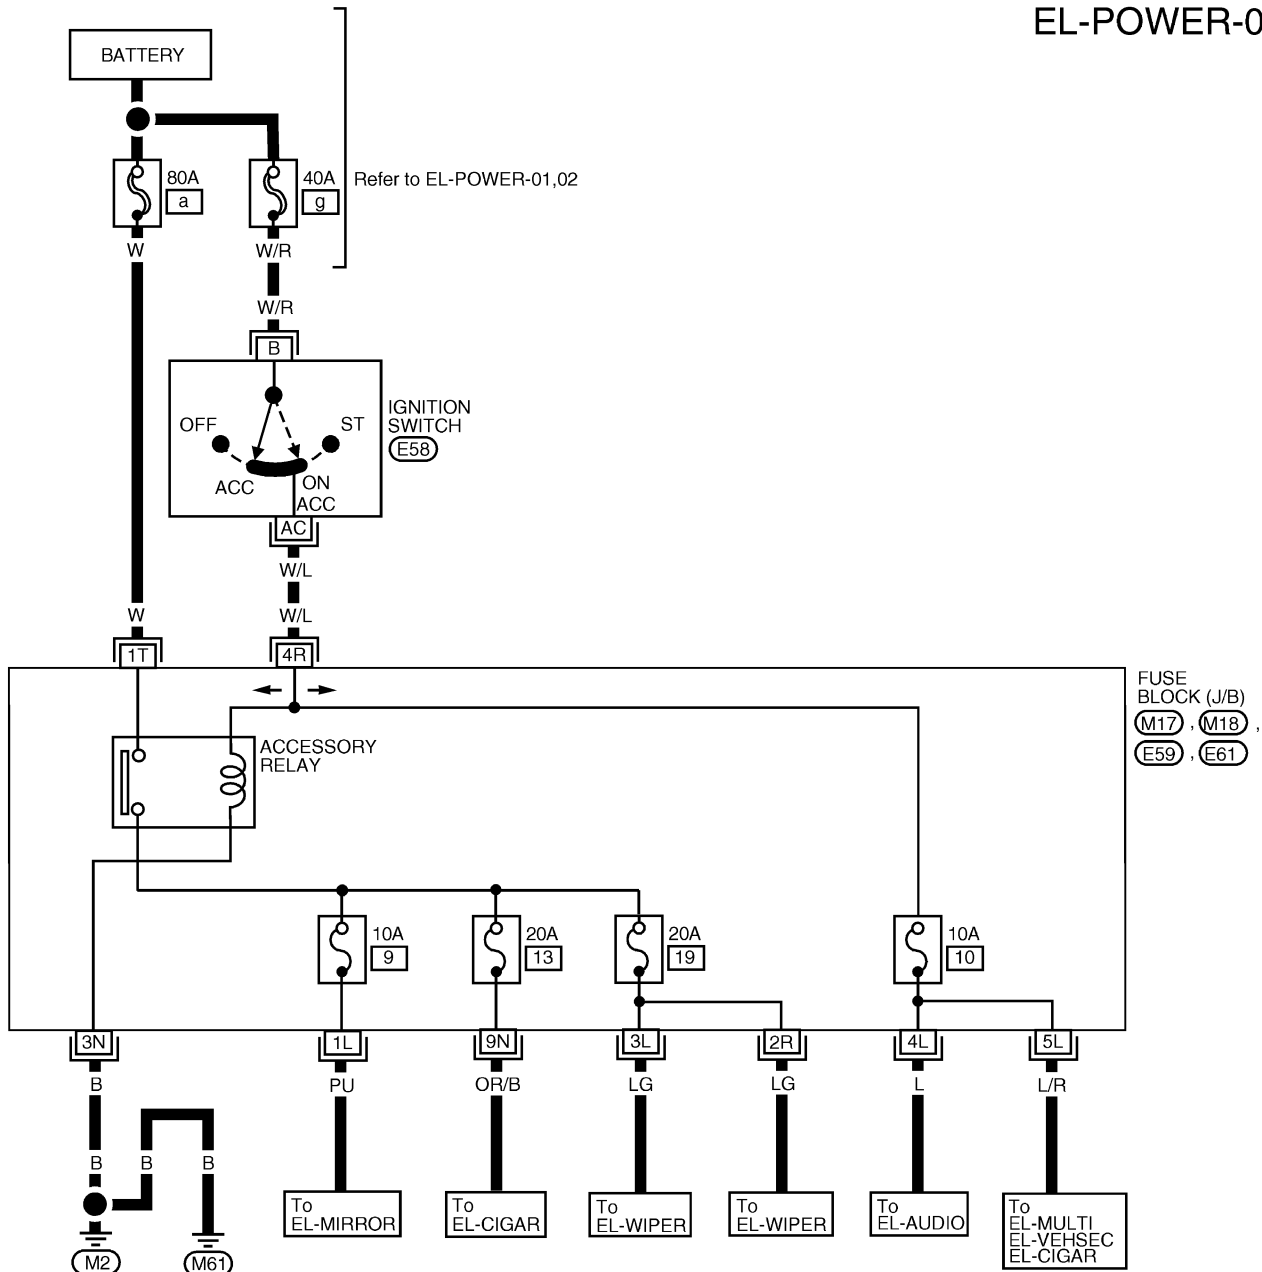 EL-POWER-0
BATTERY
80A
a
40A
g
Refer to EL-POWER-01,02
W
W/R
W/R
B
IGNITION
SWITCH
E58
OFF
ST
ACC
ON
ACC
AC
W/L
W
W/L
1T
4R
FUSE
BLOCK (J/B)
M17 , M18 ,
E59 , E61
ACCESSORY
RELAY
10A
9
20A
13
20A
19
10A
10
3N
1L
9N
3L
2R
4L
5L
B
PU
OR/B
LG
LG
L
L/R
B
B
B
To
EL-MIRROR
To
EL-CIGAR
To
EL-WIPER
To
EL-WIPER
To
EL-AUDIO
To
EL-MULTI
EL-VEHSEC
EL-CIGAR
M2
M61